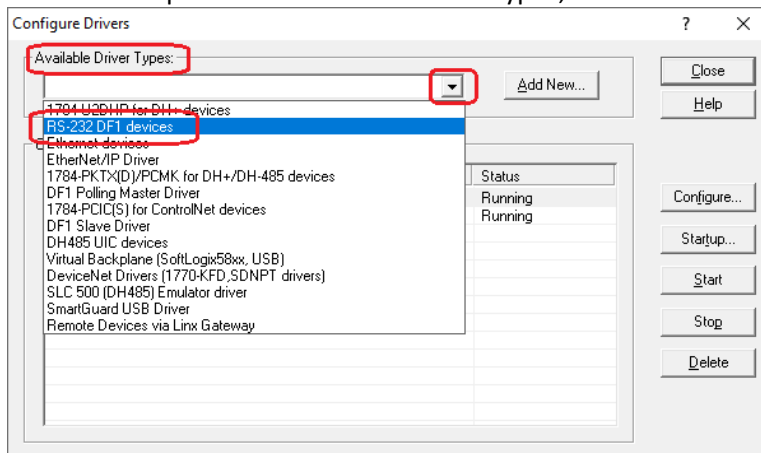 Configure Drivers ? X
Available Driver Types:
Add New...
Close
Help
1784-U2DHP for DH+ devices
RS-232 DF1 devices
Ethernet devices
EtherNet/IP Driver
1784-PKTX(D)/PCMK for DH+/DH-485 devices
DF1 Polling Master Driver
1784-PCIC(S) for ControlNet devices
DF1 Slave Driver
DH485 UIC devices
Virtual Backplane (SoftLogix58xx, USB)
DeviceNet Drivers (1770-KFD,SDNPT drivers)
SLC 500 (DH485) Emulator driver
SmartGuard USB Driver
Remote Devices via Linx Gateway
Status
Running
Running
Configure...
Startup...
Start
Stop
Delete